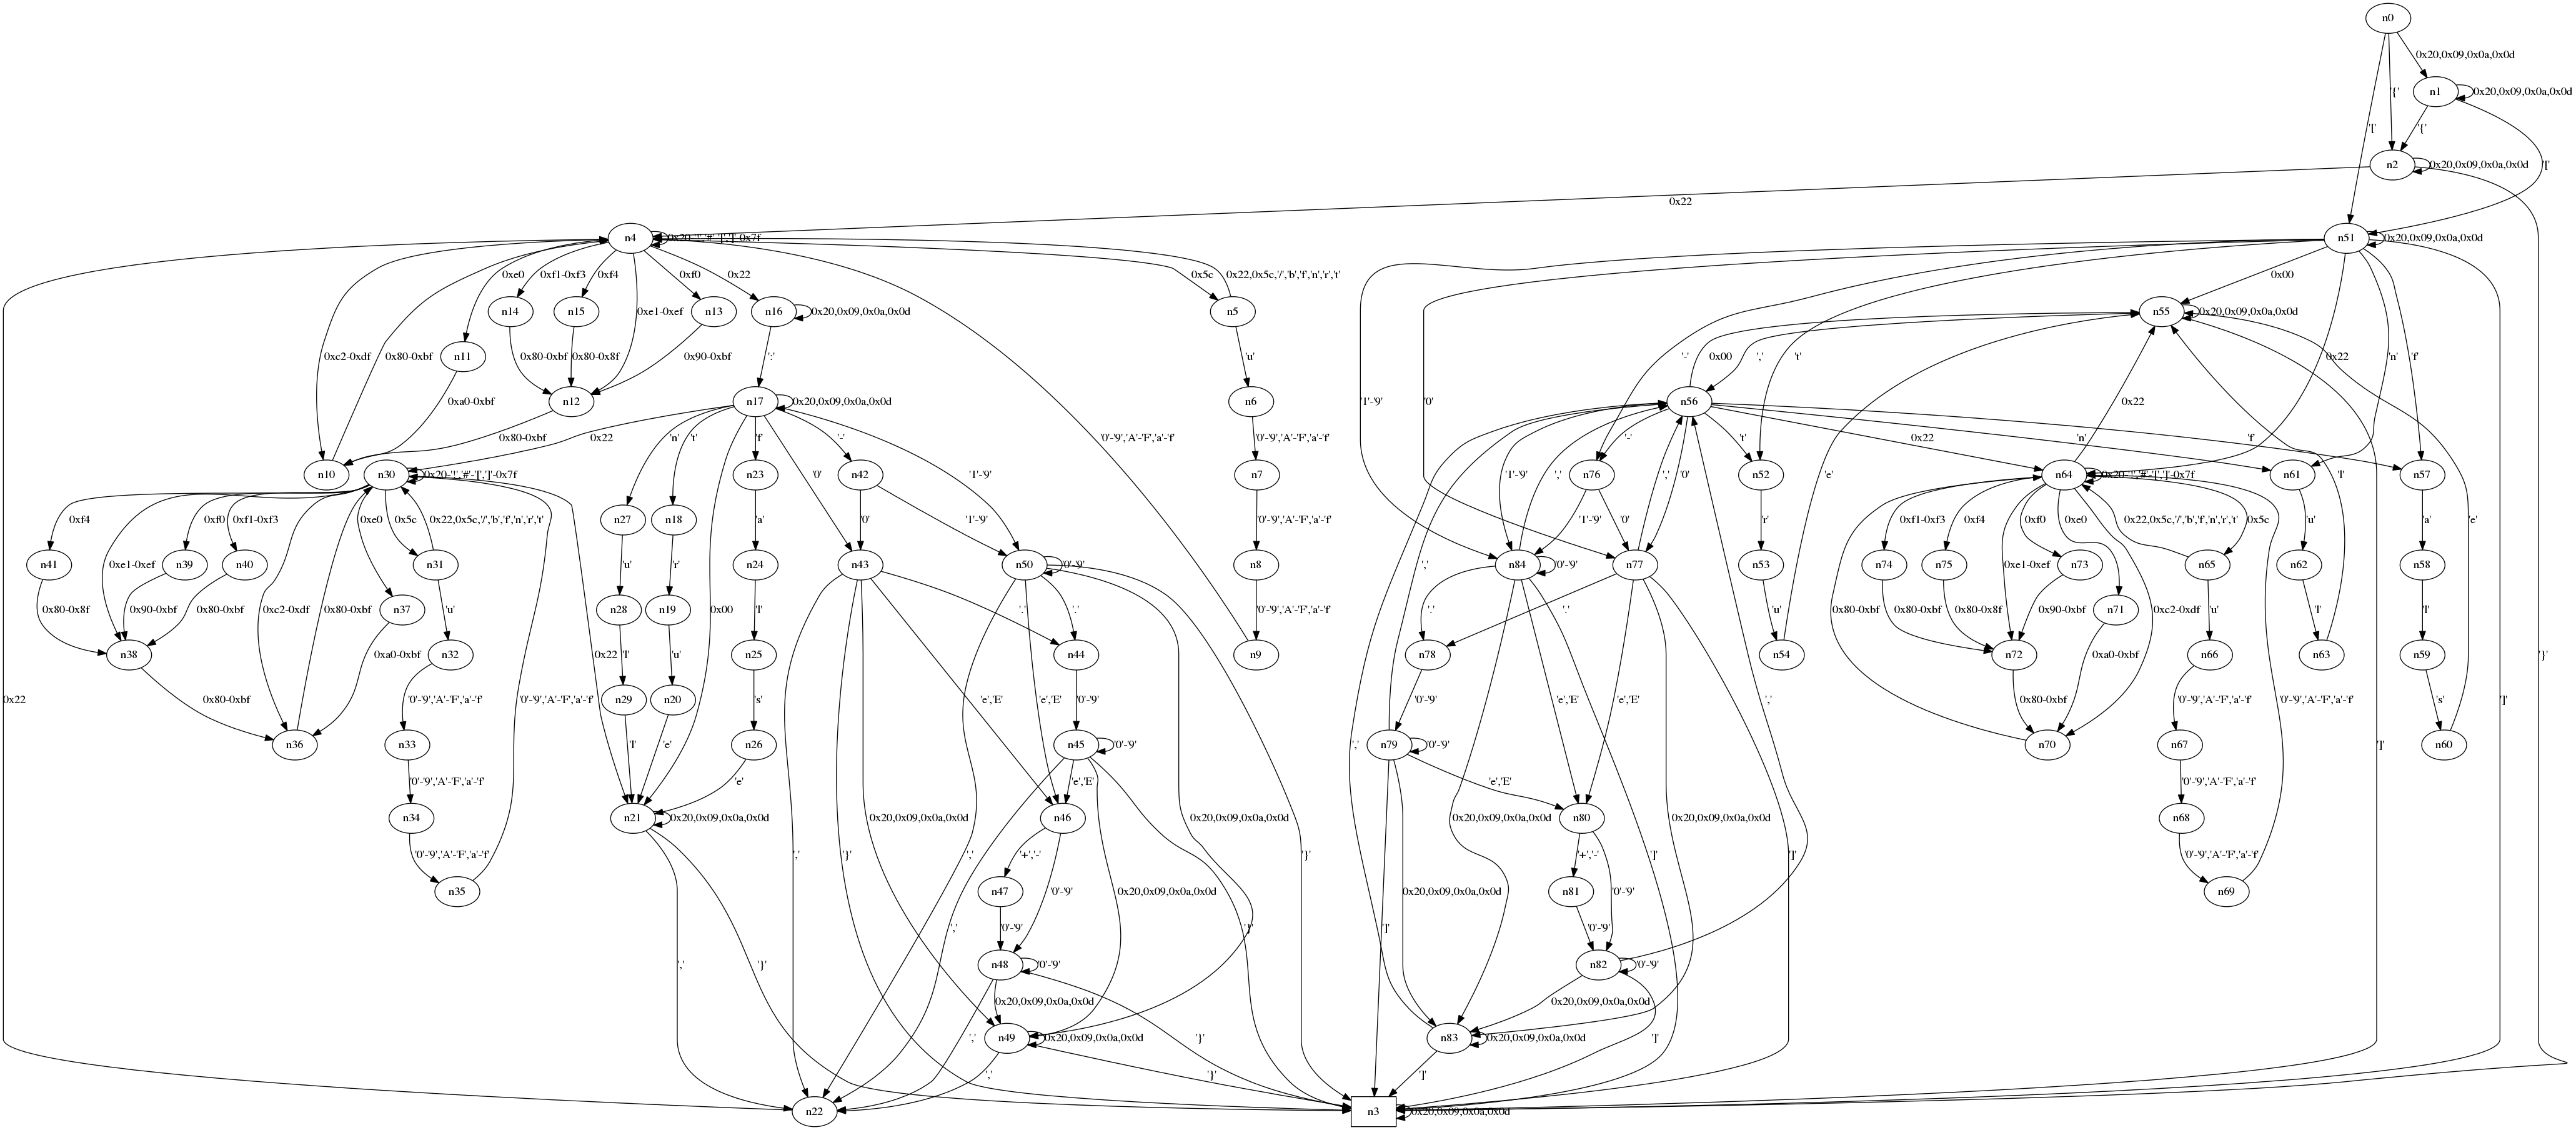 n0
0x20,0x09,0x0a,0x0d
'[' '{' n1 0x20,0x09,0x0a,0x0d
'{'
n2 0x20,0x09,0x0a,0x0d '['
0x22
n4 n51 0x20,0x09,0x0a,0x0d
0xe0 0xf1-0xf3 0xf4 0xf0 0x22 0x5c 0x00
n14 n15 0xe1-0xef n13 n16 0x20,0x09,0x0a,0x0d n5 0x22,0x5c,'/','b','f','n','r','t' n55 0x20,0x09,0x0a,0x0d
0xc2-0xdf 0x80-0xbf n11 0x80-0xbf 0x80-0x8f 0x90-0xbf ':' 'u' '-' 0x00 ',' 't' 0x22 'n' 'f'
0xa0-0xbf n12 n17 0x20,0x09,0x0a,0x0d n6 '1'-'9' '0' n56 0x22
0x80-0xbf 0x22 'n' 't' 'f' '0' '-' '1'-'9' '0'-'9','A'-'F','a'-'f' '0'-'9','A'-'F','a'-'f' '-' 't' 0x22 'n' 'f'
n10 n30 n23 n42 n7 '1'-'9' ',' n76 ',' '0' n52 n64 n61 n57 'l'
0xf4 0xf0 0xf1-0xf3 0xe0 0x5c 0x22,0x5c,'/','b','f','n','r','t' n27 n18 'a' '0' '1'-'9' '0'-'9','A'-'F','a'-'f' '1'-'9' '0' 'r' 'e' 0xf1-0xf3 0xf4 0xf0 0xe0 0x22,0x5c,'/','b','f','n','r','t' 0x5c 'u' 'a' 'e'
n41 0xe1-0xef n39 n40 n31 'u' 'r' n24 n43 n50 '0'-'9' n8 ',' n84 '0'-'9' n77 n53 n74 n75 0xe1-0xef n73 n65 n62 n58
0x80-0x8f 0x90-0xbf 0x80-0xbf 0xc2-0xdf 0x80-0xbf n37 'u' n28 n19 0x00 'l' '.' '.' '0'-'9','A'-'F','a'-'f' '.' '.' 'u' 0x80-0xbf 0x80-0xbf 0x80-0x8f 0x90-0xbf n71 0xc2-0xdf 'u' 'l' 'l'
n38 0xa0-0xbf n32 0x22 'l' 'u' n25 n44 n9 n78 n54 n72 0xa0-0xbf n66 n63 n59 '}'
0x22 0x80-0xbf '0'-'9','A'-'F','a'-'f' '0'-'9','A'-'F','a'-'f' n29 n20 's' 'e','E' 'e','E' '0'-'9' '0'-'9' 'e','E' 'e','E' ',' 0x80-0xbf '0'-'9','A'-'F','a'-'f' '0'-'9','A'-'F','a'-'f' 's' ']'
n36 n33 'l' 'e' n26 n45 '0'-'9' n79 '0'-'9' n70 n67 ']' n60
'0'-'9','A'-'F','a'-'f' 'e' 'e','E' 'e','E' '0'-'9','A'-'F','a'-'f'
n34 n21 0x20,0x09,0x0a,0x0d 0x20,0x09,0x0a,0x0d n46 0x20,0x09,0x0a,0x0d 0x20,0x09,0x0a,0x0d n80 0x20,0x09,0x0a,0x0d n68
'0'-'9','A'-'F','a'-'f' ',' '}' ',' '+','-' ',' '}' ',' '+','-' ']' ']' '0'-'9','A'-'F','a'-'f'
n35 n47 '0'-'9' 0x20,0x09,0x0a,0x0d 0x20,0x09,0x0a,0x0d n81 '0'-'9' n69
',' '0'-'9' '}' ']' '0'-'9'
',' '}' n48 '0'-'9' n82 '0'-'9'
0x20,0x09,0x0a,0x0d 0x20,0x09,0x0a,0x0d
',' n49 0x20,0x09,0x0a,0x0d '}' n83 0x20,0x09,0x0a,0x0d ']'
',' '}' ']'
n22 n3 0x20,0x09,0x0a,0x0d